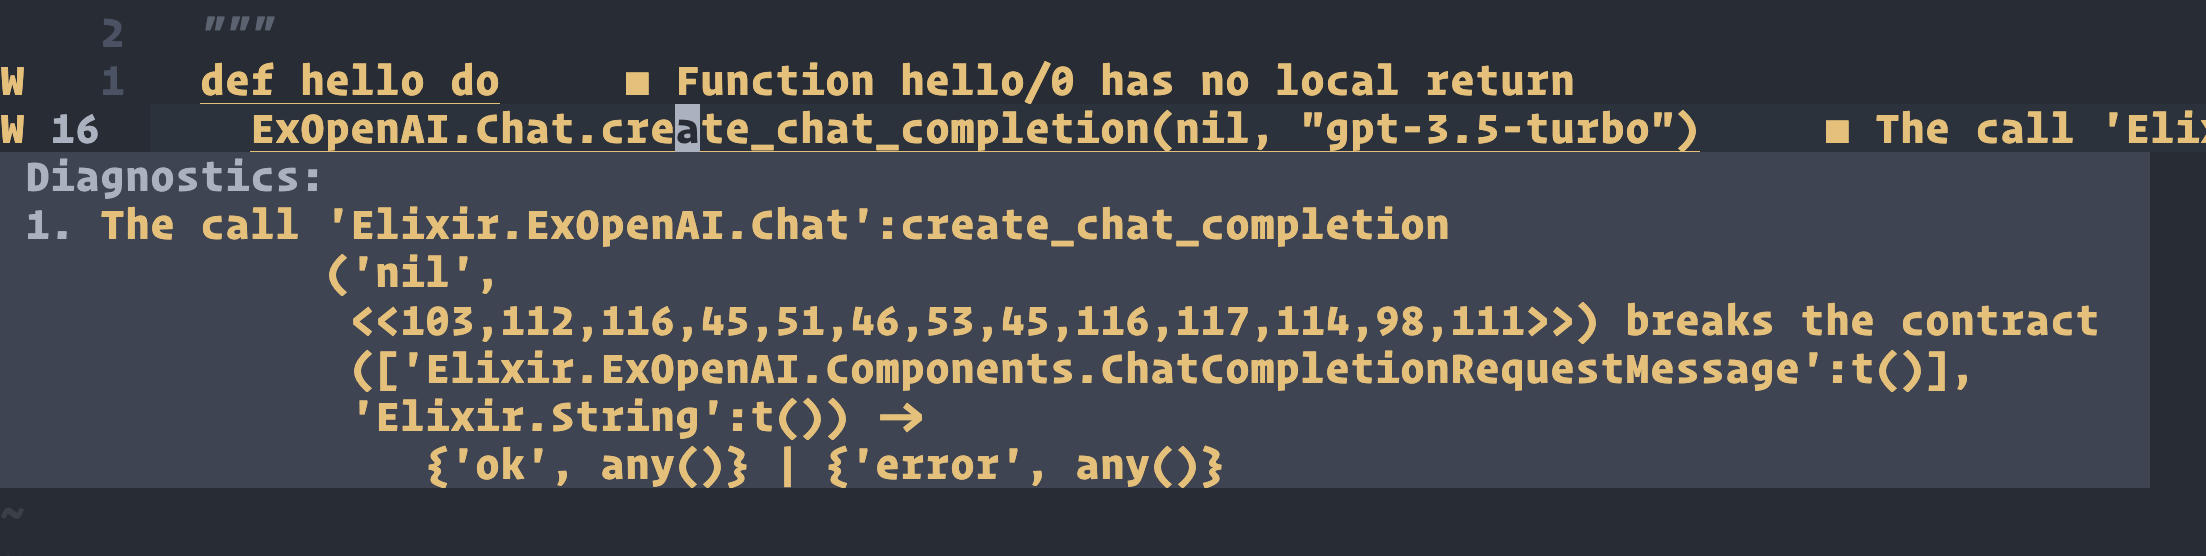 2 """
W 1 def hello do ■ Function hello/0 has no local return
W 16 ExOpenAI.Chat.create_chat_completion(nil, "gpt-3.5-turbo") ■ The call 'Elix
Diagnostics:
1. The call 'Elixir.ExOpenAI.Chat':create_chat_completion
('nil',
<<103,112,116,45,51,46,53,45,116,117,114,98,111>>) breaks the contract
(['Elixir.ExOpenAI.Components.ChatCompletionRequestMessage':t()],
'Elixir.String':t()) →
{'ok', any()} | {'error', any()}
~